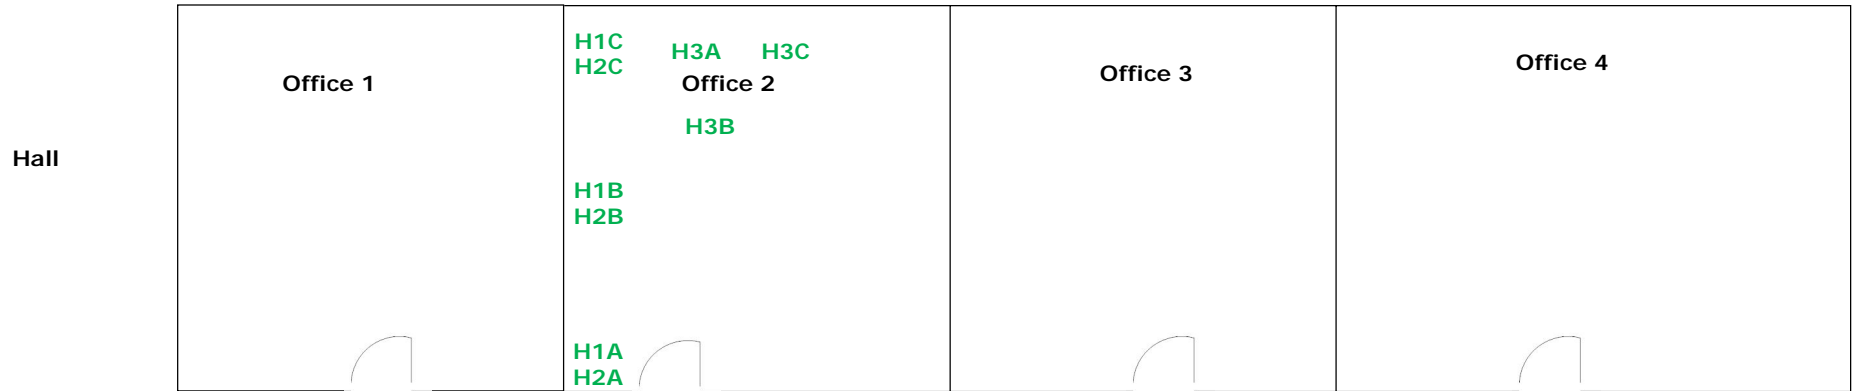 H1C
H2C
H3A
H3C
Office 1
Office 2
Office 3
Office 4
H3B
Hall
H1B
H2B
H1A
H2A